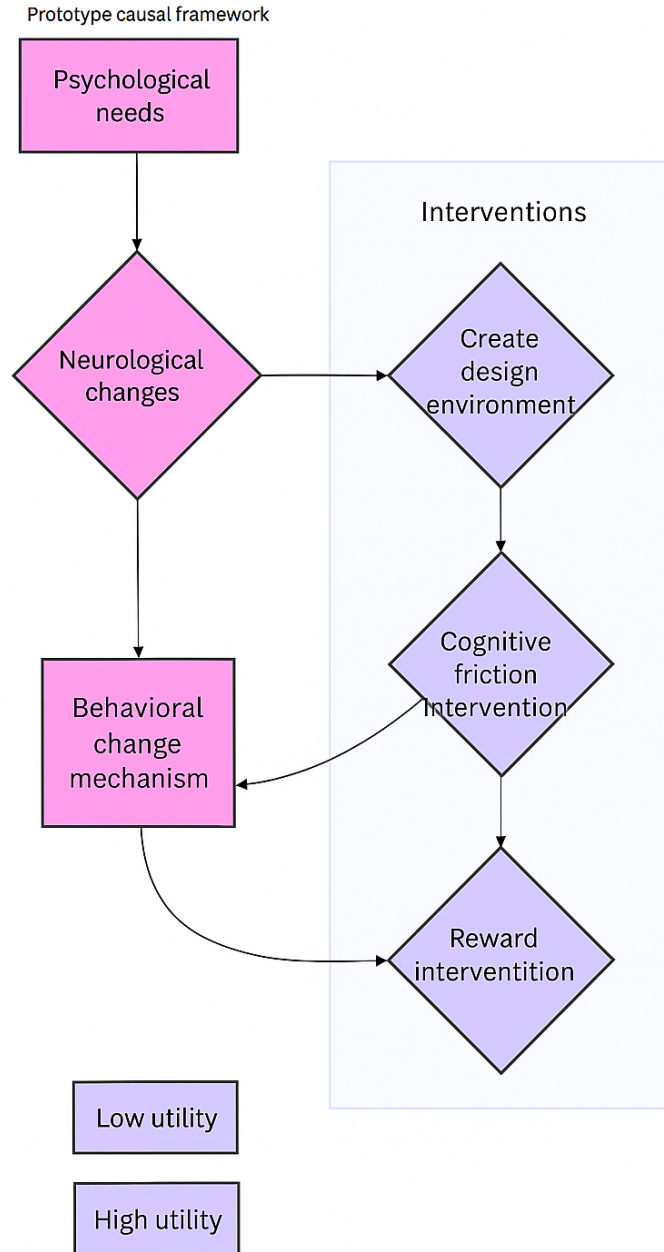 Prototype causal framework
Psychological
needs
Interventions
Neurological
changes
Create
design
environment
Cognitive
friction
Intervention
Behavioral
change
mechanism
Reward
interventition
Low utility
High utility